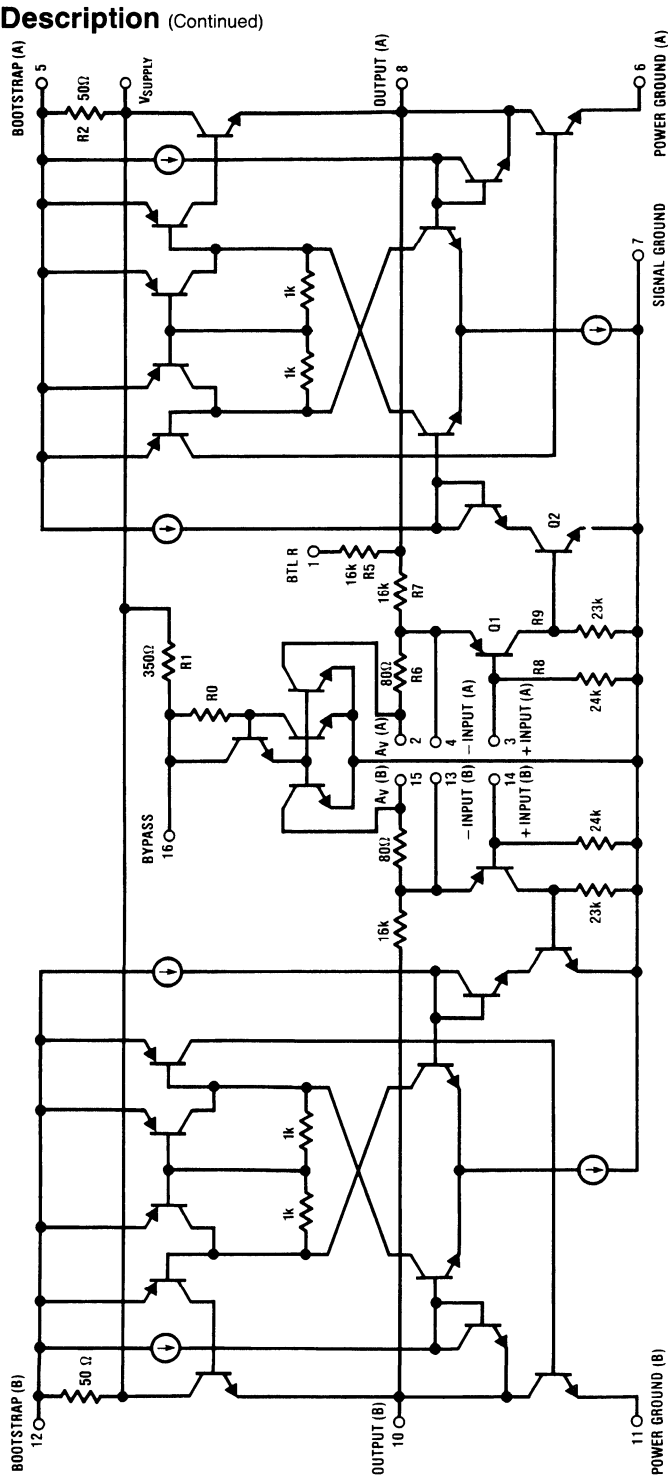 Description (Continued)
BOOTSTRAP (A)
5
50Ω
R2
VSUPPLY
OUTPUT (A)
8
6
POWER GROUND (A)
7
SIGNAL GROUND
1k
1k
BTL R
1
16k
R5
16k
R7
Q2
Q1
R9
23k
R8
24k
350Ω
R1
R0
BYPASS
16
80Ω
R6
AV (A)
2
4
−INPUT (A)
3
+INPUT (A)
AV (B)
15
13
−INPUT (B)
14
+INPUT (B)
80Ω
24k
23k
16k
1k
1k
50 Ω
BOOTSTRAP (B)
12
OUTPUT (B)
10
11
POWER GROUND (B)